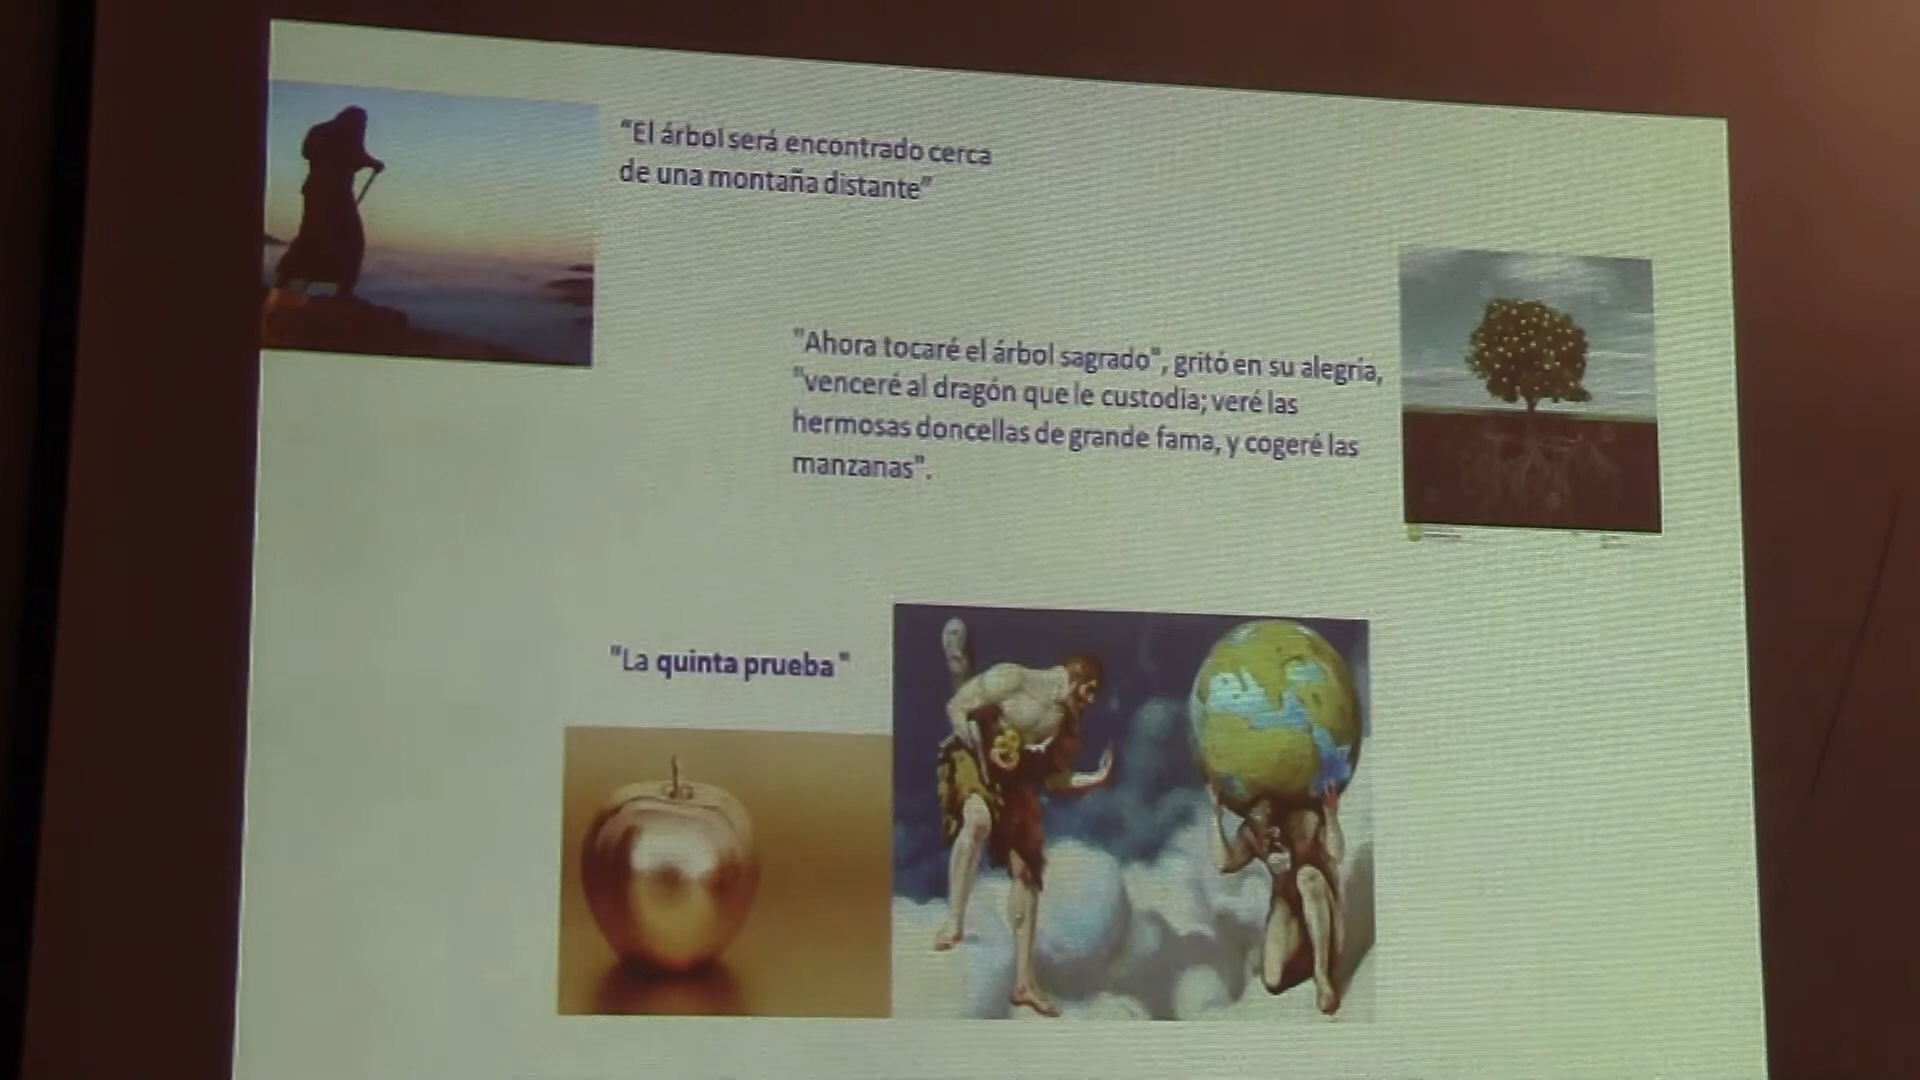 “El árbol será encontrado cerca
de una montaña distante”
"Ahora tocaré el árbol sagrado", gritó en su alegría,
"venceré al dragón que le custodia; veré las
hermosas doncellas de grande fama, y cogeré las
manzanas".
"La quinta prueba"